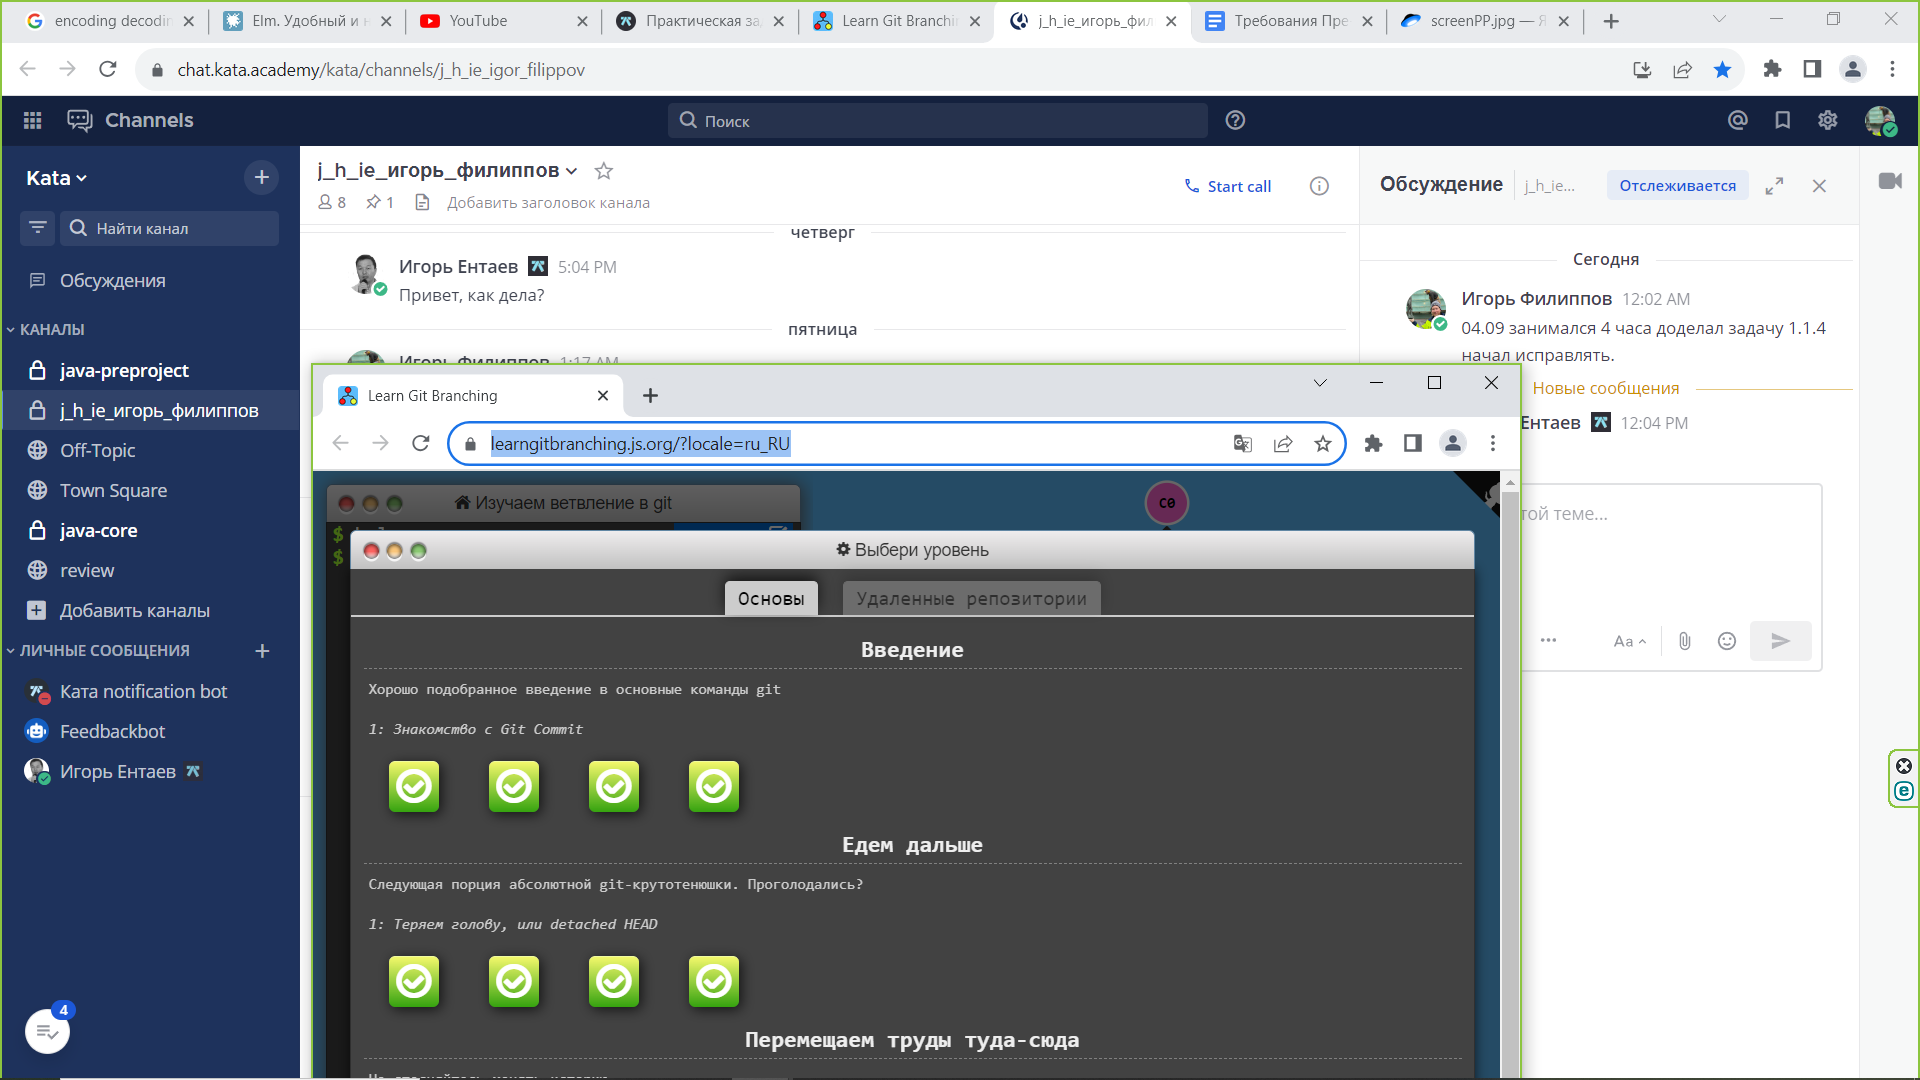 encoding decodin
Elm. Удобный и н
YouTube
Практическая за
Learn Git Branchi
j_h_ie_игорь_фил
Требования Пре
screenPP.jpg — Я
chat.kata.academy/kata/channels/j_h_ie_igor_filippov
Channels
Поиск
Kata
Найти канал
Обсуждения
КАНАЛЫ
java-preproject
j_h_ie_игорь_филиппов
Off-Topic
Town Square
java-core
review
Добавить каналы
ЛИЧНЫЕ СООБЩЕНИЯ
Ката notification bot
Feedbackbot
Игорь Ентаев
4
j_h_ie_игорь_филиппов
8
1
Добавить заголовок канала
Start call
четверг
Игорь Ентаев 5:04 PM
Привет, как дела?
пятница
Игорь Филиппов 1:17 AM
Обсуждение
j_h_ie...
Отслеживается
Сегодня
Игорь Филиппов 12:02 AM
04.09 занимался 4 часа доделал задачу 1.1.4
начал исправлять.
Новые сообщения
Ентаев 12:04 PM
той теме...
Aa
Learn Git Branching
learngitbranching.js.org/?locale=ru_RU
Изучаем ветвление в git
C0
$
$
Выбери уровень
Основы
Удаленные репозитории
Введение
Хорошо подобранное введение в основные команды git
1: Знакомство с Git Commit
Едем дальше
Следующая порция абсолютной git-крутотенюшки. Проголодались?
1: Теряем голову, или detached HEAD
Перемещаем труды туда-сюда